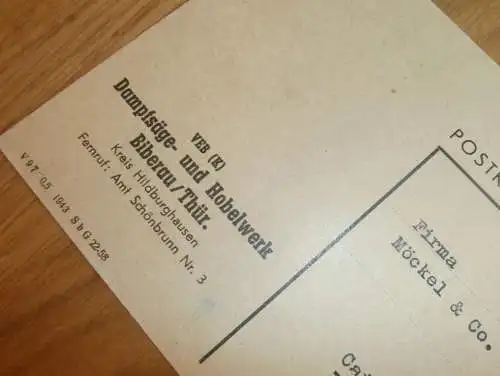 VEB (K)
Dampfsäge- und Hobelwerk
Biberau/Thür.
Kreis Hildburghausen
Fernruf: Amt Schönbrunn Nr. 3
V 9 7 05 1943 S b G 22-58
POSTK
Firma
Möckel & Co.